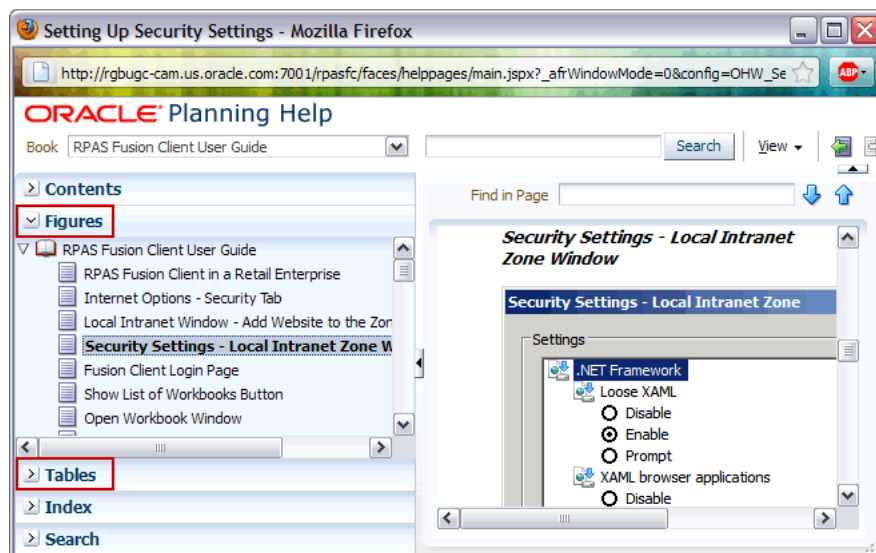 Setting Up Security Settings - Mozilla Firefox
http://rgbugc-cam.us.oracle.com:7001/rpasfc/faces/helppages/main.jspx?_afrWindowMode=0&config=OHW_Se
ABP
ORACLE Planning Help
Book RPAS Fusion Client User Guide Search View
Contents
Figures
RPAS Fusion Client User Guide
RPAS Fusion Client in a Retail Enterprise
Internet Options - Security Tab
Local Intranet Window - Add Website to the Zon
Security Settings - Local Intranet Zone W
Fusion Client Login Page
Show List of Workbooks Button
Open Workbook Window
Tables
Index
Search
Find in Page
Security Settings - Local Intranet
Zone Window
Security Settings - Local Intranet Zone
Settings
.NET Framework
Loose XAML
Disable
Enable
Prompt
XAML browser applications
Disable